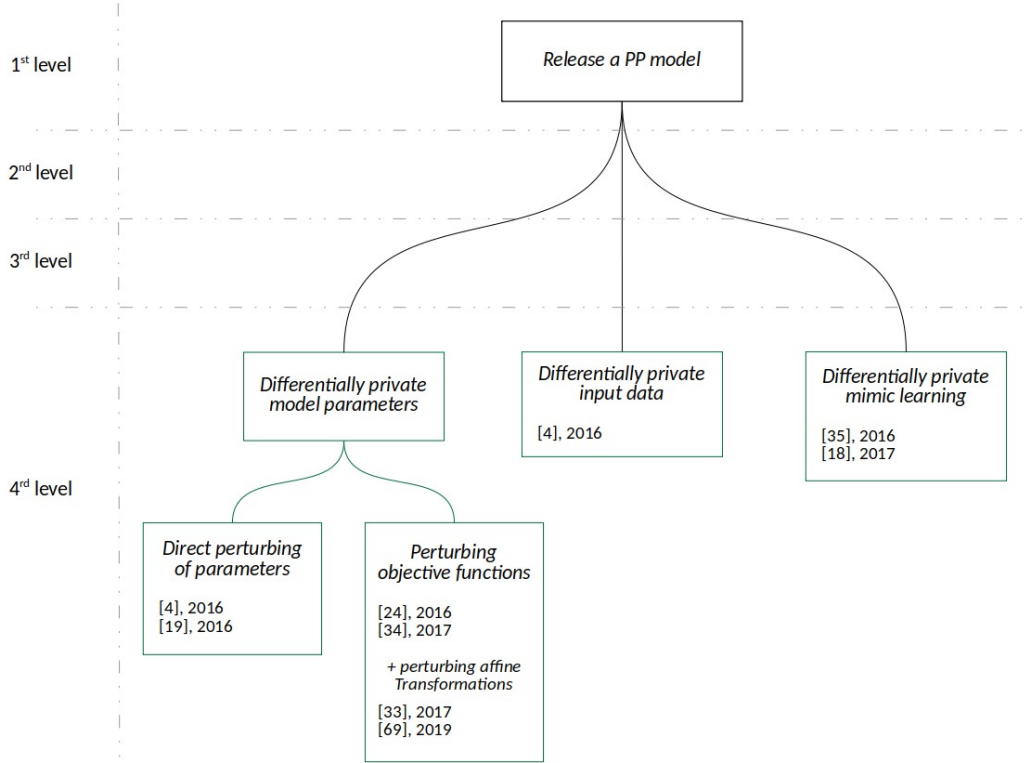 1st level
Release a PP model
2nd level
3rd level
4rd level
Differentially private
model parameters
Differentially private
input data
[4], 2016
Differentially private
mimic learning
[35], 2016
[18], 2017
Direct perturbing
of parameters
[4], 2016
[19], 2016
Perturbing
objective functions
[24], 2016
[34], 2017
+ perturbing affine
Transformations
[33], 2017
[69], 2019